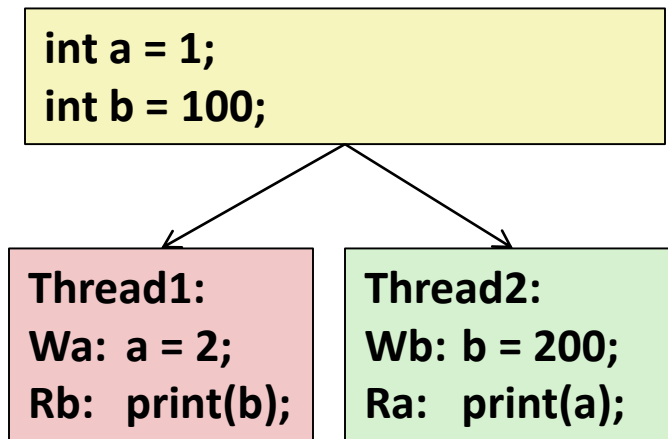 int a = 1;
int b = 100;
Thread1:
Wa: a = 2;
Rb: print(b);
Thread2:
Wb: b = 200;
Ra: print(a);